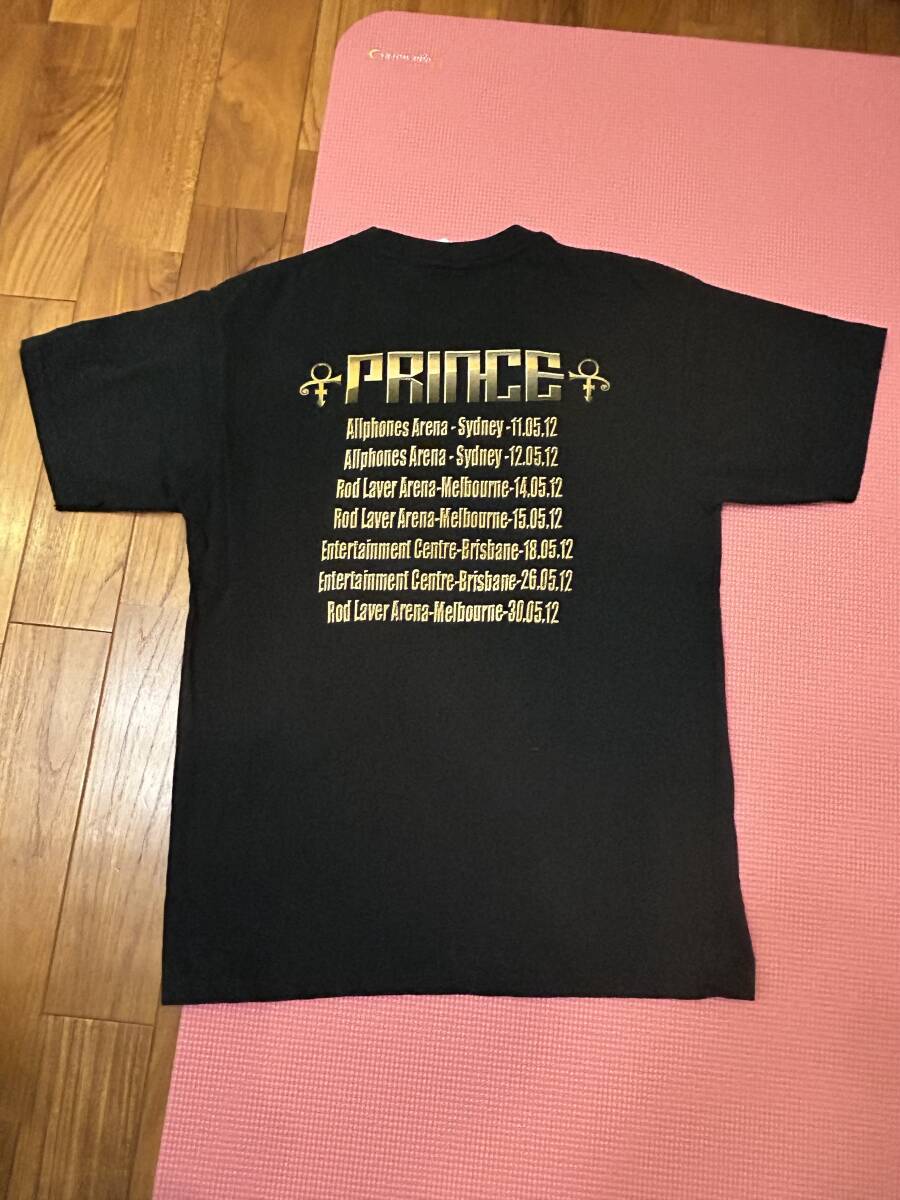 PRINCE
Allphones Arena - Sydney -11.05.12
Allphones Arena - Sydney -12.05.12
Rod Laver Arena-Melbourne-14.05.12
Rod Laver Arena-Melbourne-15.05.12
Entertainment Centre-Brisbane-18.05.12
Entertainment Centre-Brisbane-26.05.12
Rod Laver Arena-Melbourne-30.05.12